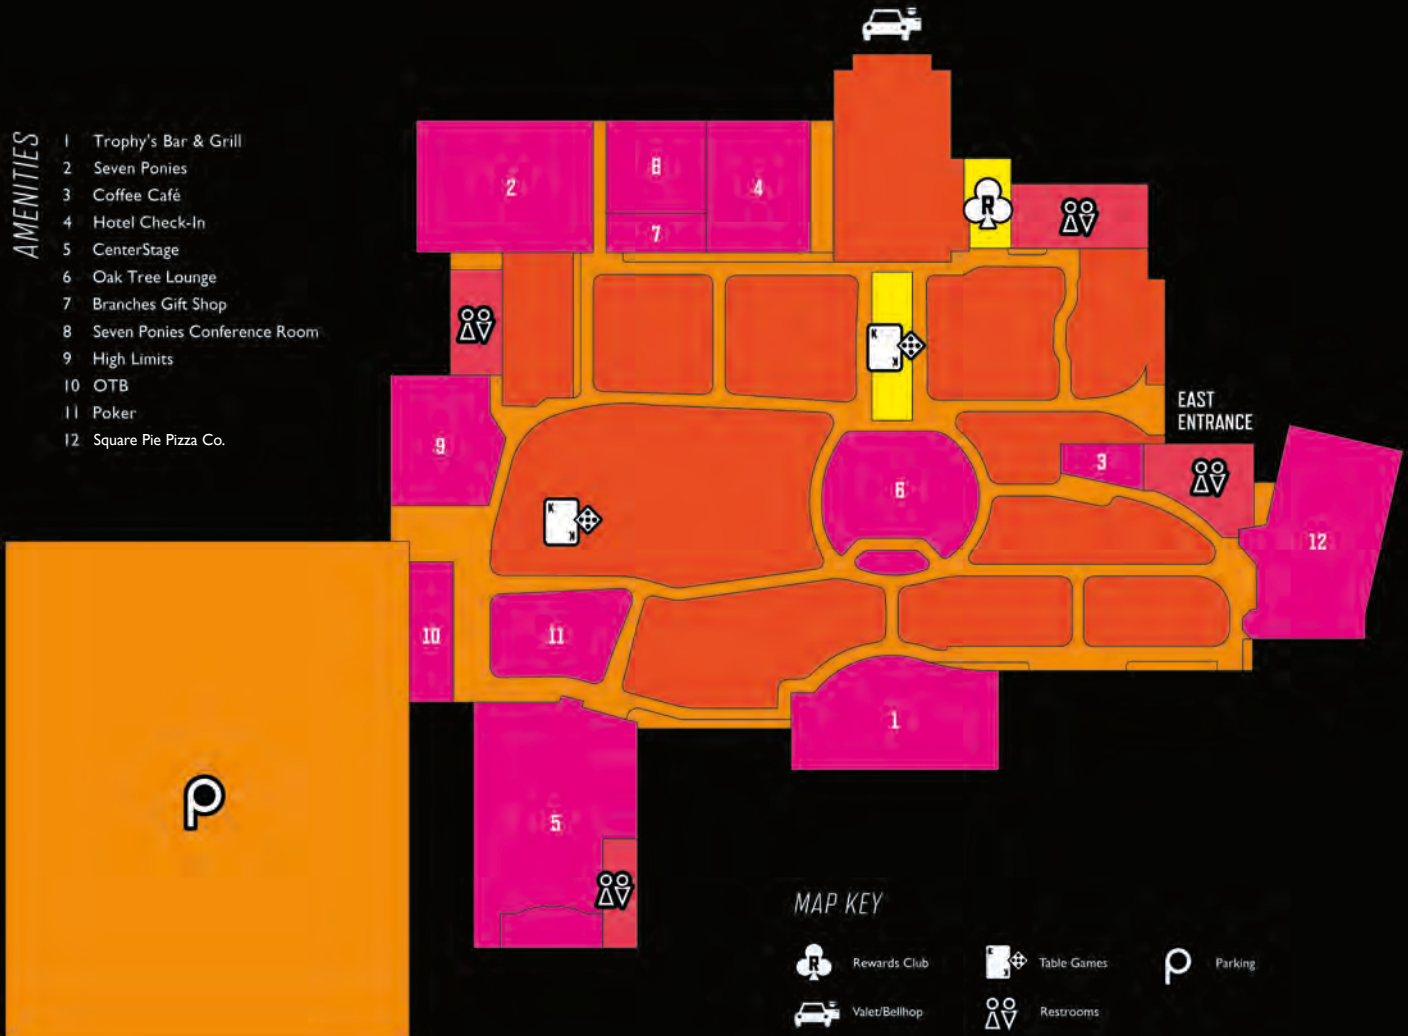 AMENITIES
1 Trophy's Bar & Grill
2 Seven Ponies
3 Coffee Café
4 Hotel Check-In
5 CenterStage
6 Oak Tree Lounge
7 Branches Gift Shop
8 Seven Ponies Conference Room
9 High Limits
10 OTB
11 Poker
12 Square Pie Pizza Co.
2
8
4
7
R
K
K
EAST
ENTRANCE
9
3
6
K
K
12
10
11
1
5
P
MAP KEY
R Rewards Club
K K Table Games
P Parking
Valet/Bellhop
Restrooms